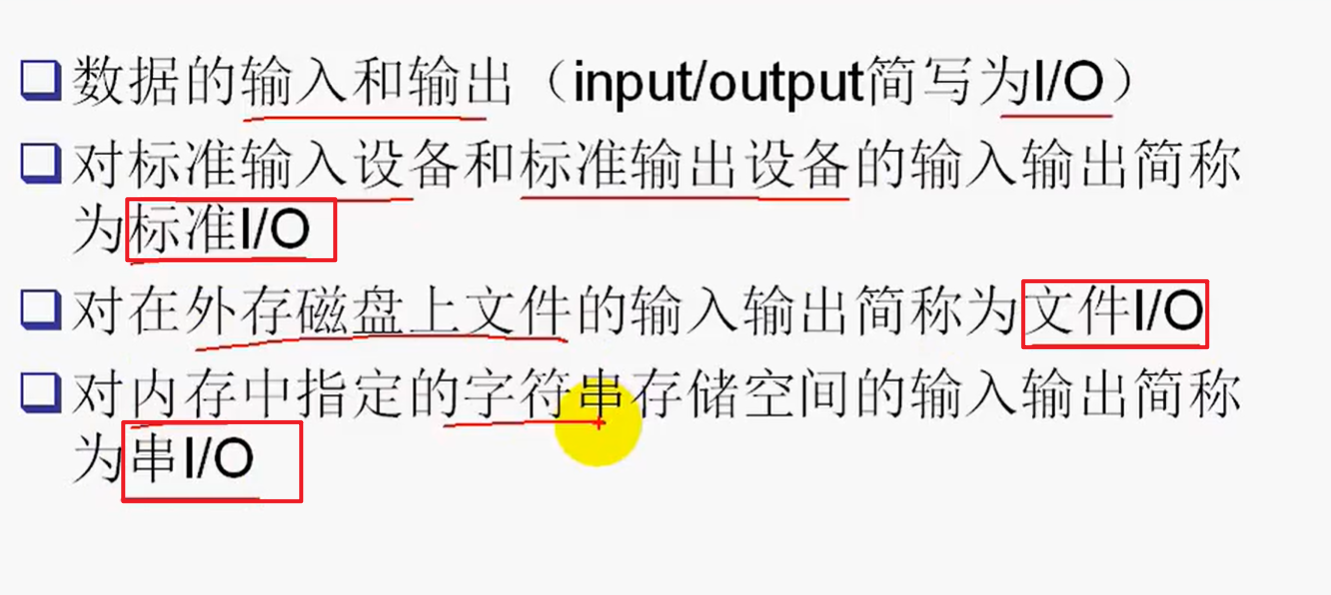 数据的输入和输出（input/output简写为I/O）
对标准输入设备和标准输出设备的输入输出简称
为标准I/O
对在外存磁盘上文件的输入输出简称为文件I/O
对内存中指定的字符串存储空间的输入输出简称
为串I/O